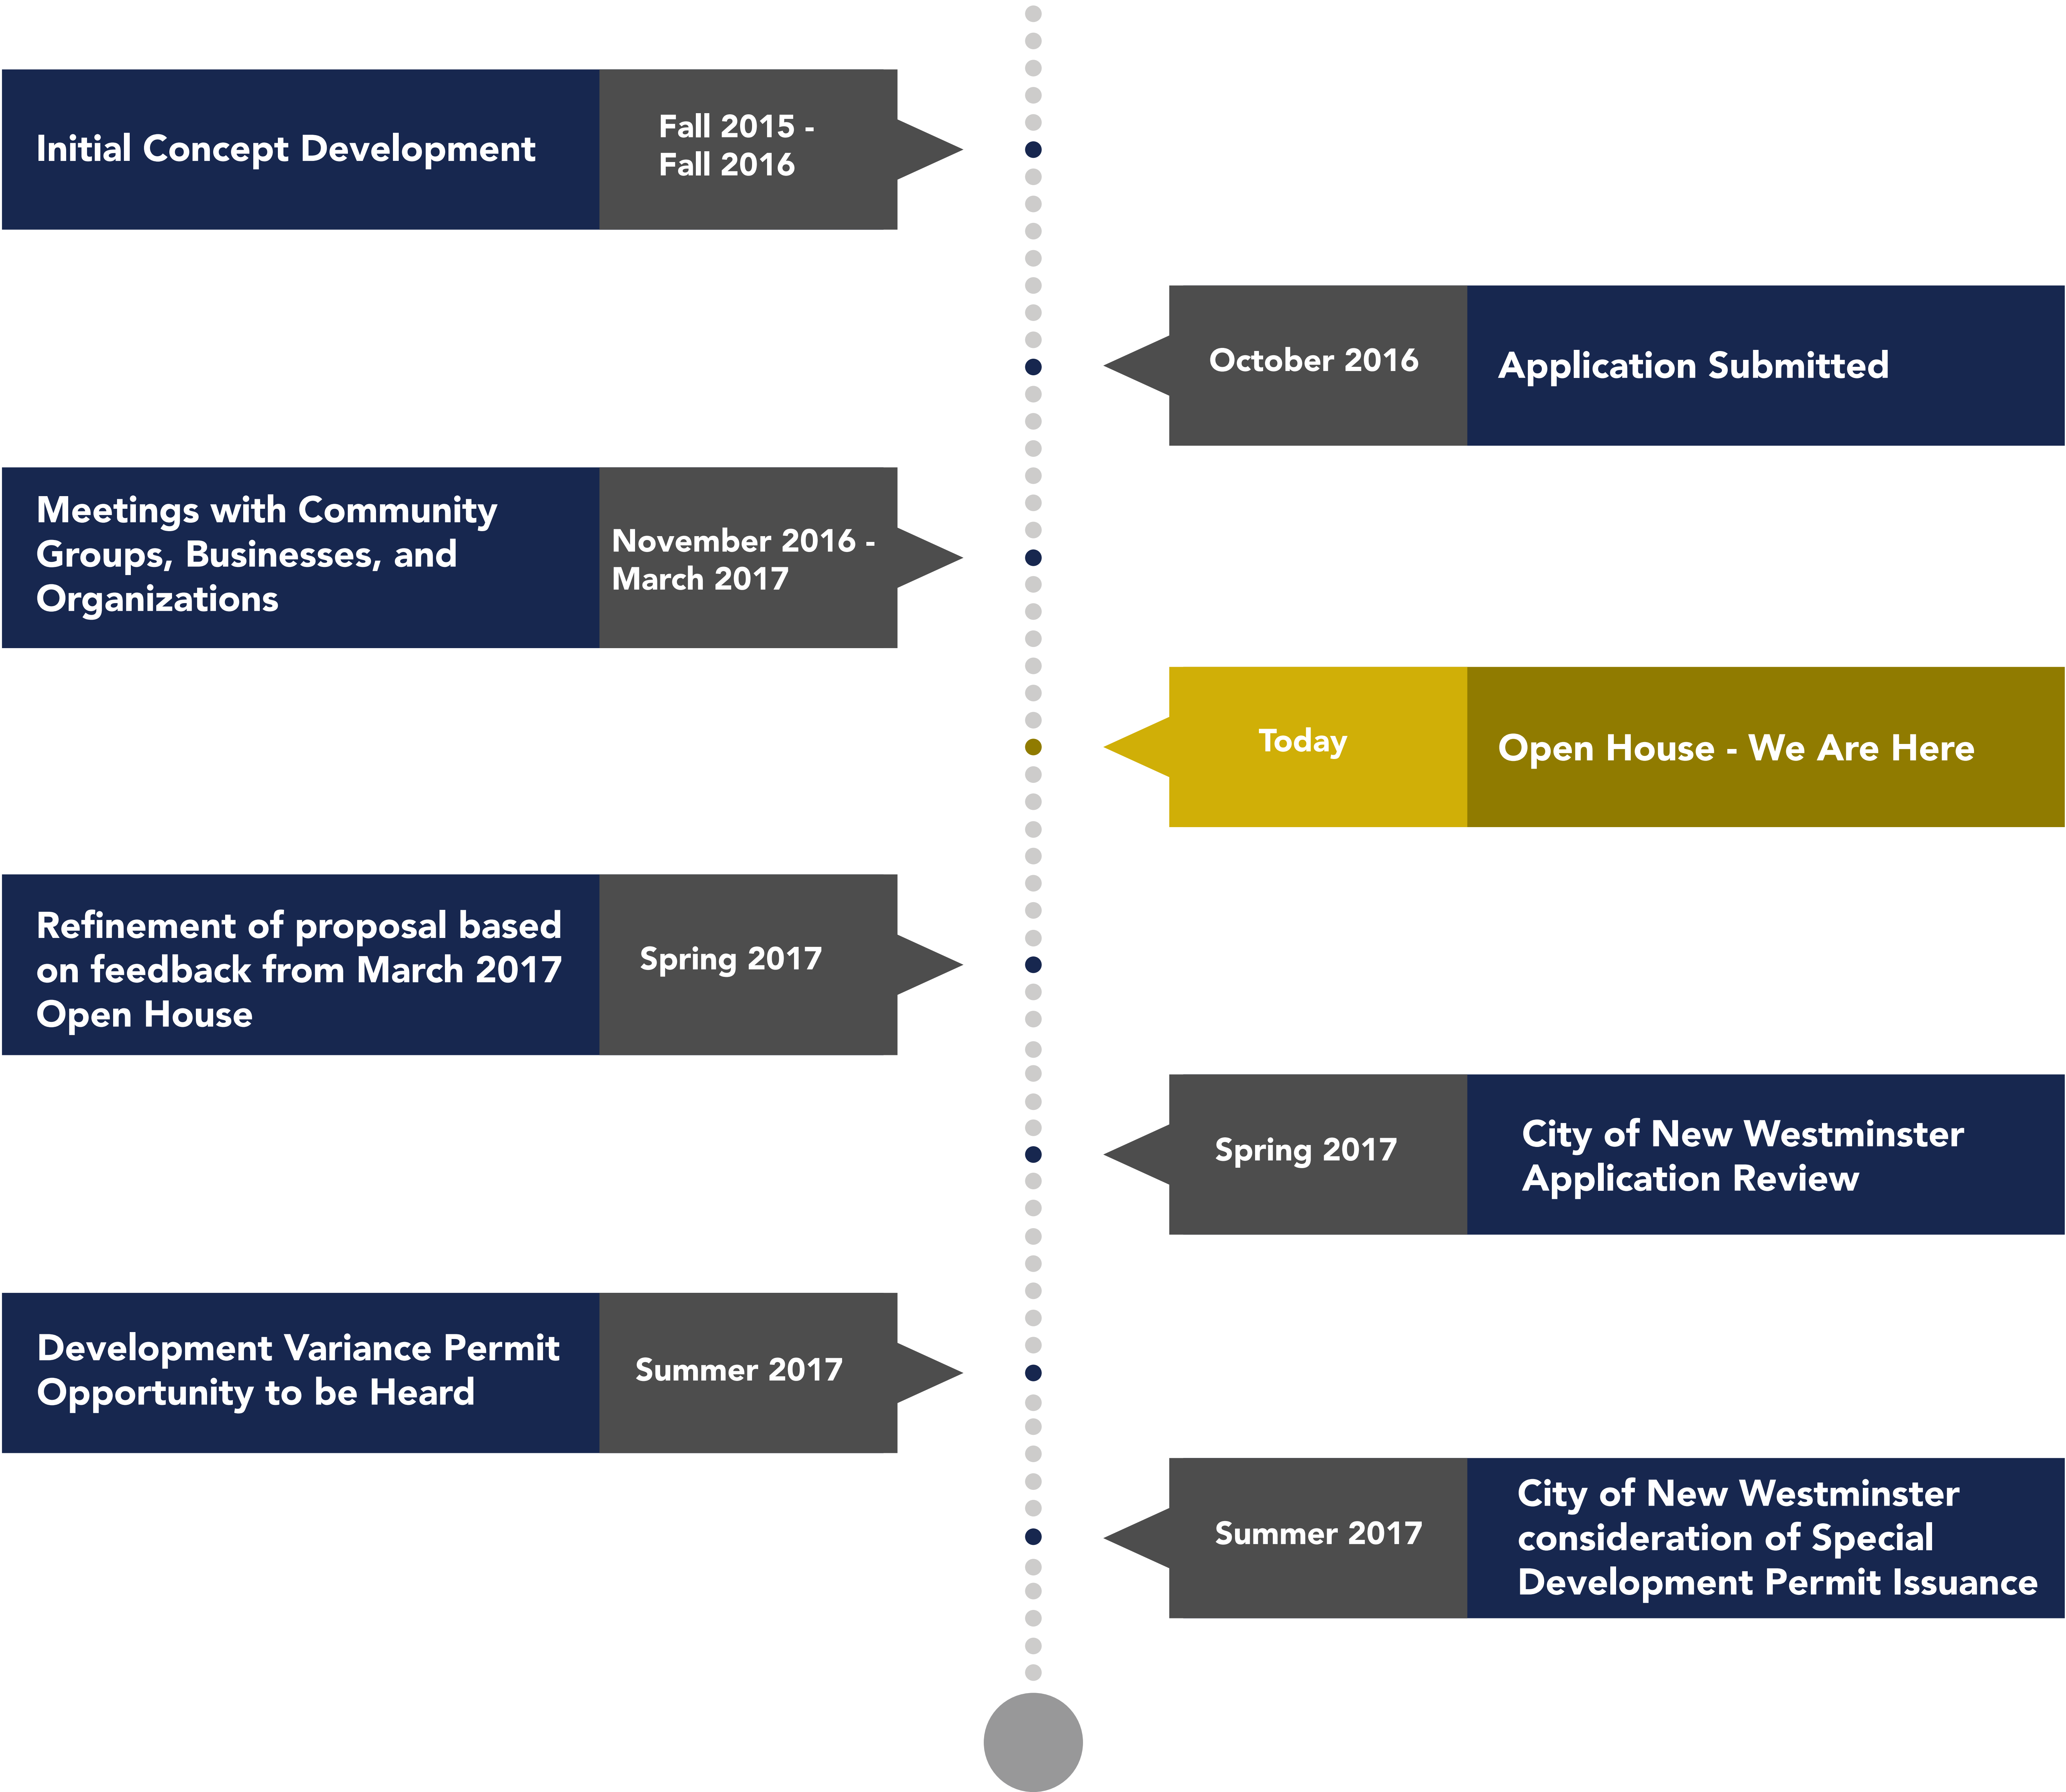 Initial Concept Development
Fall 2015 -
Fall 2016
October 2016
Application Submitted
Meetings with Community
Groups, Businesses, and
Organizations
November 2016 -
March 2017
Today
Open House - We Are Here
Refinement of proposal based
on feedback from March 2017
Open House
Spring 2017
Spring 2017
City of New Westminster
Application Review
Development Variance Permit
Opportunity to be Heard
Summer 2017
Summer 2017
City of New Westminster
consideration of Special
Development Permit Issuance